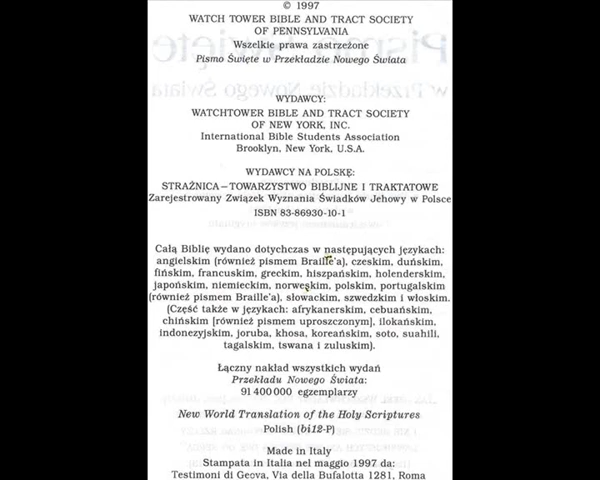 © 1997
WATCH TOWER BIBLE AND TRACT SOCIETY
OF PENNSYLVANIA
Wszelkie prawa zastrzeżone
Pismo Święte w Przekładzie Nowego Świata
WYDAWCY:
WATCHTOWER BIBLE AND TRACT SOCIETY
OF NEW YORK, INC.
International Bible Students Association
Brooklyn, New York, U.S.A.
WYDAWCY NA POLSKĘ:
STRAŻNICA—TOWARZYSTWO BIBLIJNE I TRAKTATOWE
Zarejestrowany Związek Wyznania Świadków Jehowy w Polsce
ISBN 83-86930-10-1
Całą Biblię wydano dotychczas w następujących językach:
angielskim (również pismem Braille'a), czeskim, duńskim,
fińskim, francuskim, greckim, hiszpańskim, holenderskim,
japońskim, niemieckim, norweskim, polskim, portugalskim
(również pismem Braille'a), słowackim, szwedzkim i włoskim.
(Część także w językach: afrykanerskim, cebuańskim,
chińskim [również pismem uproszczonym], ilokańskim,
indonezyjskim, joruba, khosa, koreańskim, soto, suahili,
tagalskim, tswana i zuluskim).
Łączny nakład wszystkich wydań
Przekładu Nowego Świata:
91 400 000 egzemplarzy
New World Translation of the Holy Scriptures
Polish (bi12-P)
Made in Italy
Stampata in Italia nel maggio 1997 da:
Testimoni di Geova, Via della Bufalotta 1281, Roma